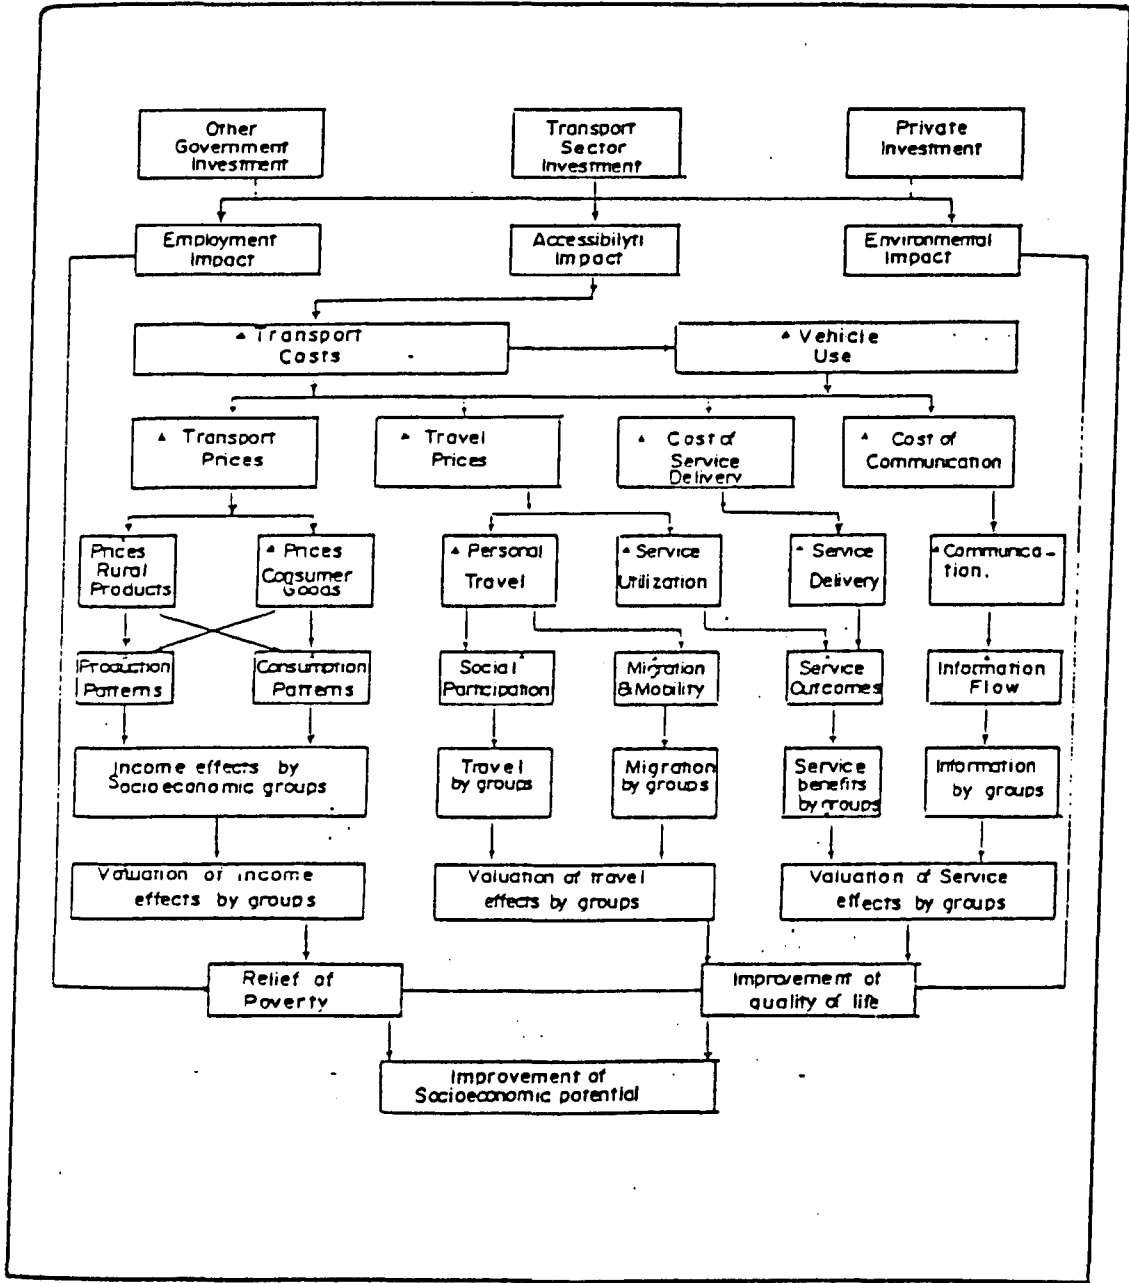 Other
Government
Investment
Transport
Sector
Investment
Private
Investment
Employment
Impact
Accessibilyti
Impact
Environmental
Impact
▲ Transport
Costs
▲ Vehicle
Use
▲ Transport
Prices
▲ Travel
Prices
▲ Cost of
Service
Delivery
▲ Cost of
Communication
Prices
Rural
Products
▲ Prices
Consumer
Goods
▲ Personal
Travel
▲ Service
Utilization
▲ Service
Delivery
▲ Communica-
tion.
Production
Patterns
Consumption
Patterns
Social
Participation
Migration
& Mobility
Service
Outcomes
Information
Flow
Income effects by
Socioeconomic groups
Travel
by groups
Migration
by groups
Service
benefits
by groups
Information
by groups
Valuation of income
effects by groups
Valuation of travel
effects by groups
Valuation of Service
effects by groups
Relief of
Poverty
Improvement of
quality of life
Improvement of
Socioeconomic potential